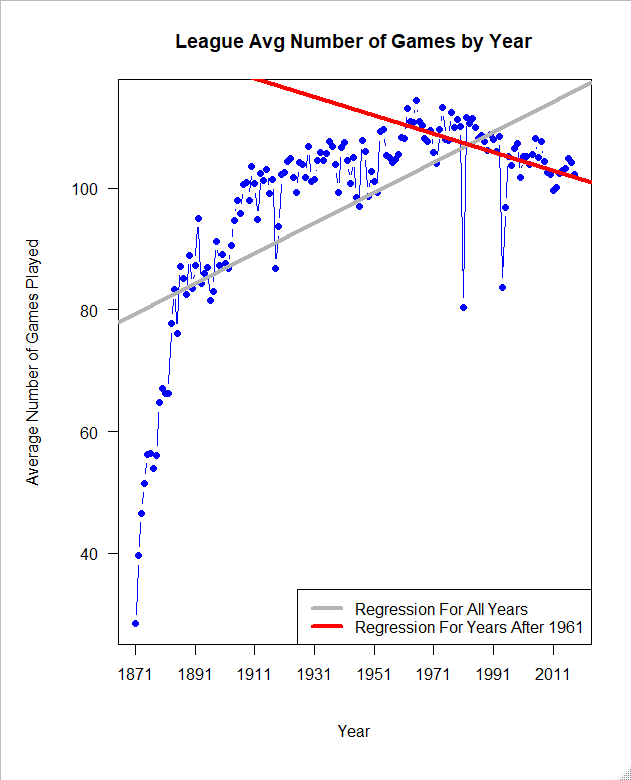 League Avg Number of Games by Year
Average Number of Games Played
100
80
60
40
Regression For All Years
Regression For Years After 1961
1871 1891 1911 1931 1951 1971 1991 2011
Year